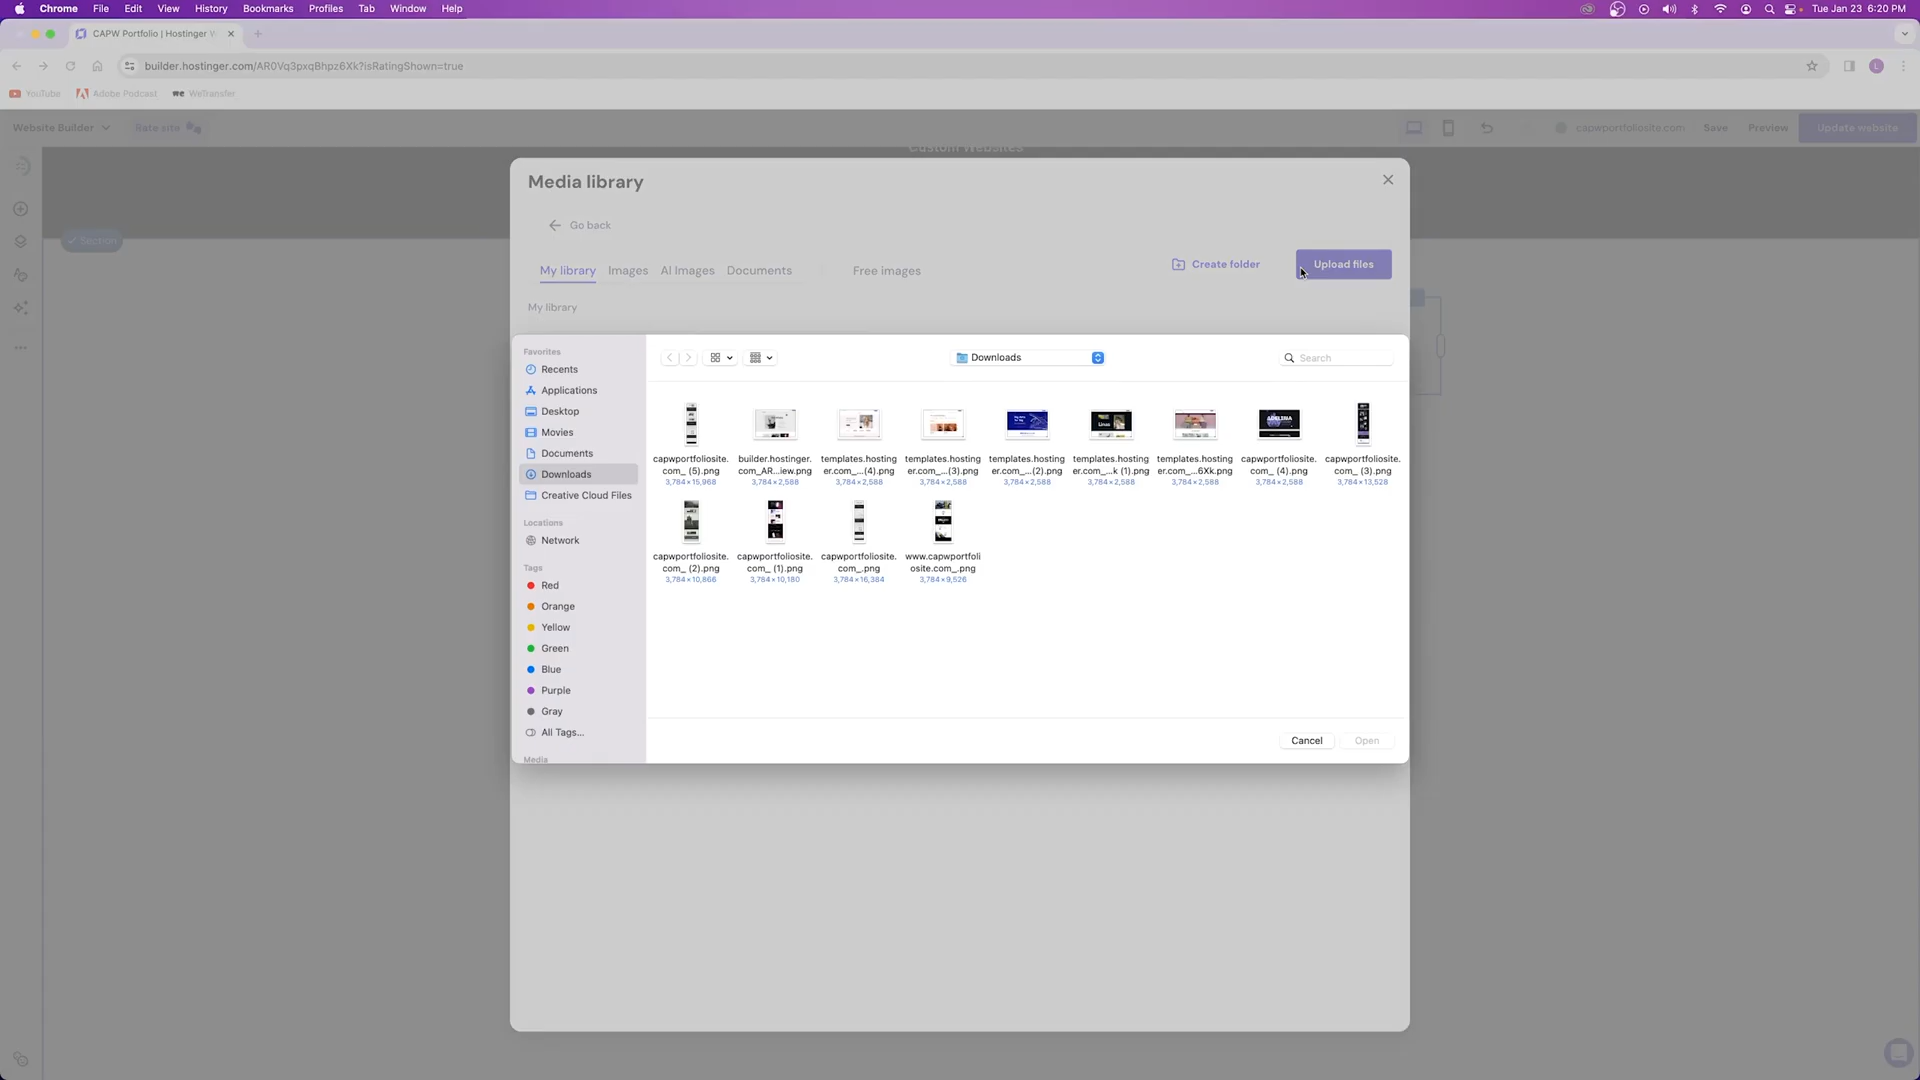 Chrome File Edit View History Bookmarks Profiles Tab Window Help
Tue Jan 23 6:20 PM
CAPW Portfolio | Hostinger
builder.hostinger.com/AR0Vq3pxqBhpz6Xk?isRatingShown=true
YouTube Adobe Podcast we WeTransfer
Website Builder Rate site capwportfoliosite.com Save Preview Update website
Custom Websites
Section
Media library
Go back
My library Images AI Images Documents Free images Create folder Upload files
My library
Favorites
Recents
Applications
Desktop
Movies
Documents
Downloads
Creative Cloud Files
Locations
Network
Tags
Red
Orange
Yellow
Green
Blue
Purple
Gray
All Tags...
Media
Downloads
Search
capwportfoliosite. builder.hostinger. templates.hosting templates.hosting templates.hosting templates.hosting templates.hosting capwportfoliosite. capwportfoliosite.
com_ (5).png com_AR...iew.png er.com_...(4).png er.com_...(3).png er.com_...(2).png er.com_...k (1).png er.com_...6Xk.png com_ (4).png com_ (3).png
3,784×15,968 3,784×2,588 3,784×2,588 3,784×2,588 3,784×2,588 3,784×2,588 3,784×2,588 3,784×2,588 3,784×13,528
capwportfoliosite. capwportfoliosite. capwportfoliosite. www.capwportfoli
com_ (2).png com_ (1).png com_.png osite.com_.png
3,784×10,866 3,784×10,180 3,784×16,384 3,784×9,526
Cancel Open